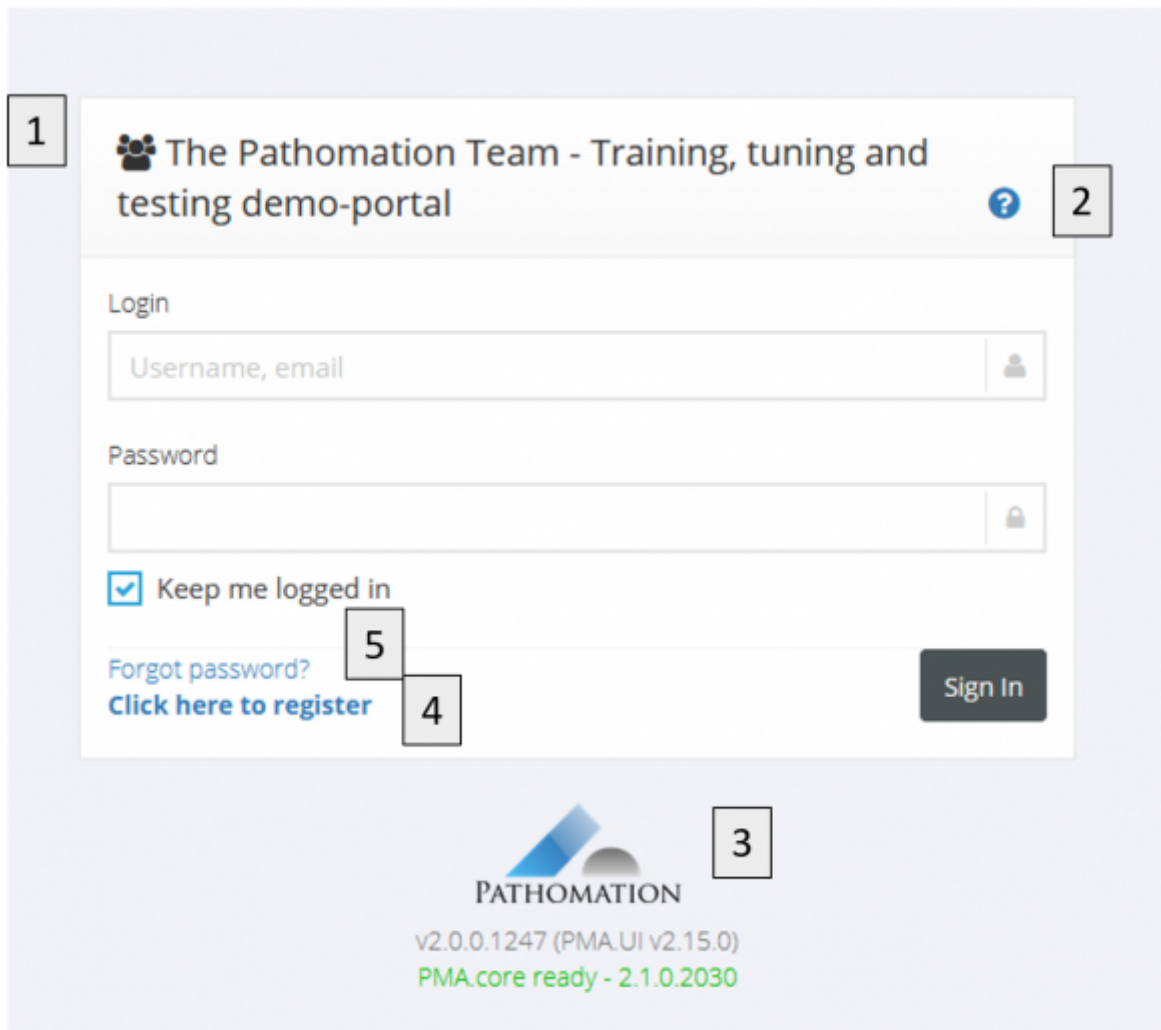 1
The Pathomation Team - Training, tuning and
testing demo-portal
2
Login
Username, email
Password
Keep me logged in
5
Forgot password?
Click here to register
4
Sign In
3
PATHOMATION
v2.0.0.1247 (PMA.UI v2.15.0)
PMA.core ready - 2.1.0.2030